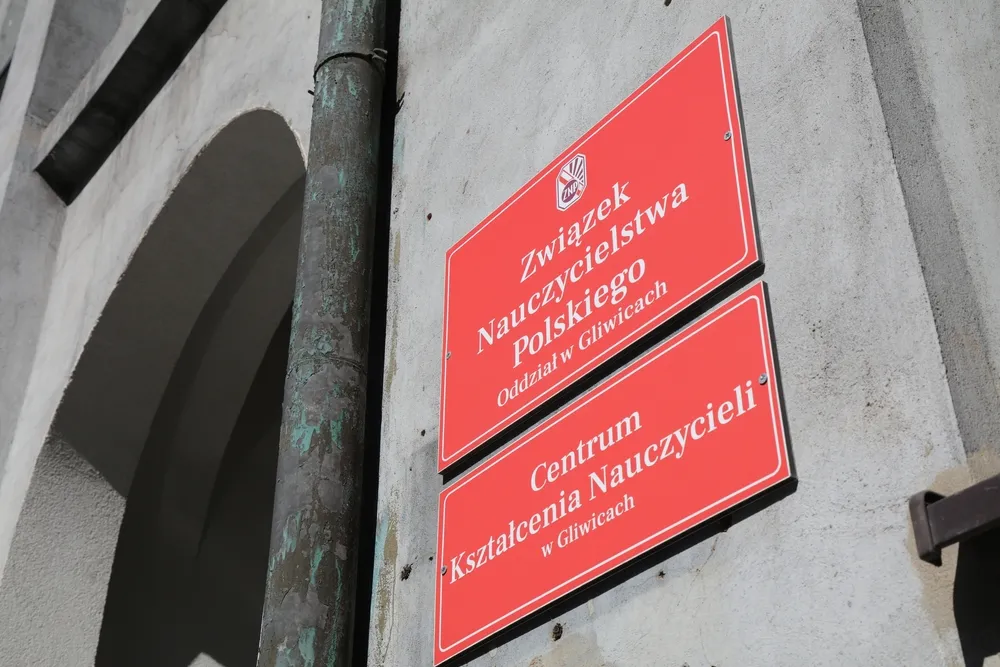 ZNP
Związek
Nauczycielstwa
Polskiego
Oddział w Gliwicach
Centrum
Kształcenia Nauczycieli
w Gliwicach